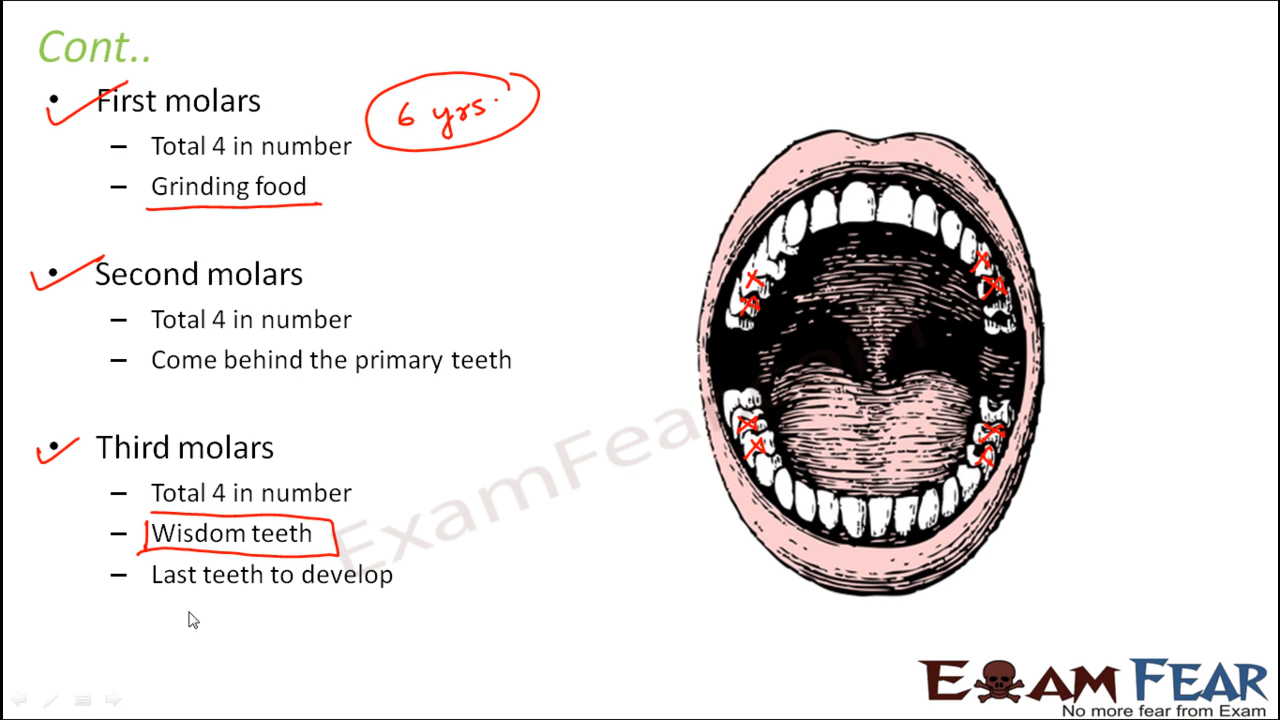 Cont..
• First molars
6 yrs.
– Total 4 in number
– Grinding food
• Second molars
– Total 4 in number
– Come behind the primary teeth
• Third molars
– Total 4 in number
– Wisdom teeth
– Last teeth to develop
EXAM FEAR
No more fear from Exam